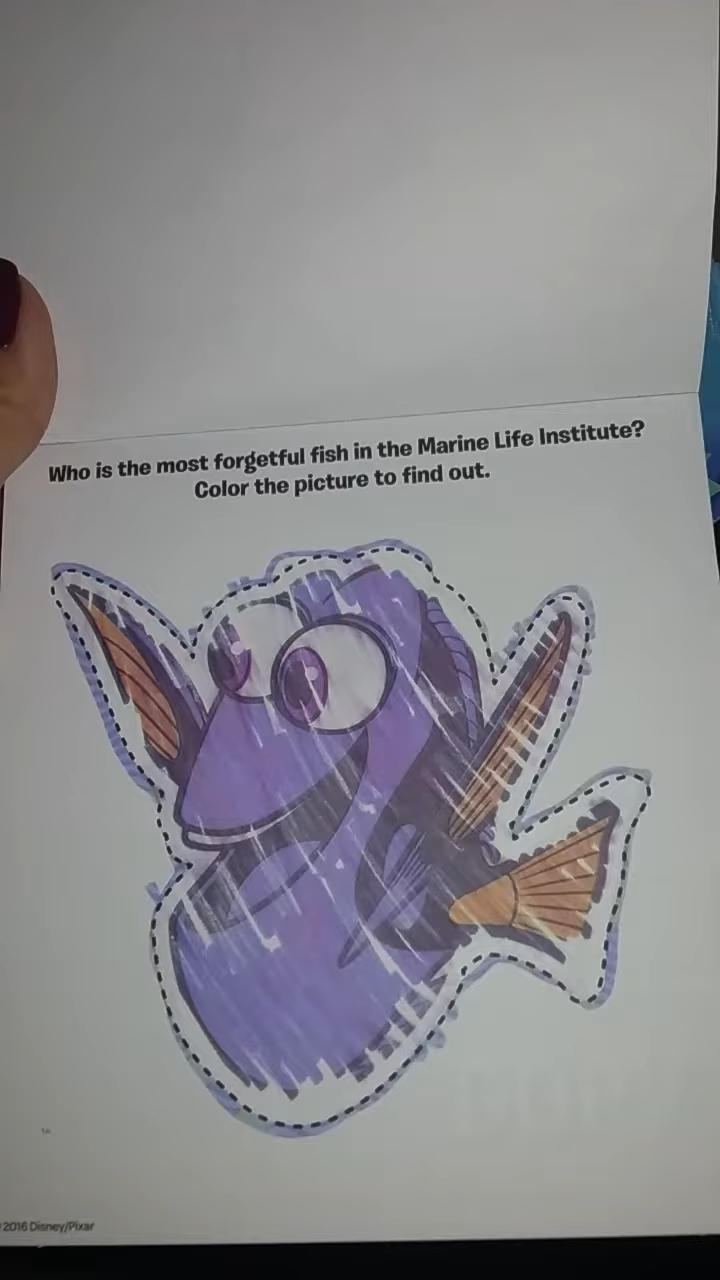 Who is the most forgetful fish in the Marine Life Institute?
Color the picture to find out.
2016 Disney/Pixar